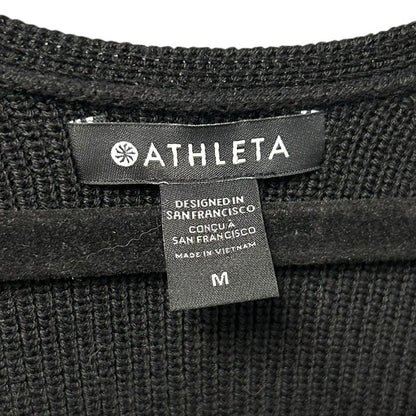 ATHLETA
DESIGNED IN
SAN FRANCISCO
CONÇU À
SAN FRANCISCO
MADE IN VIETNAM
M